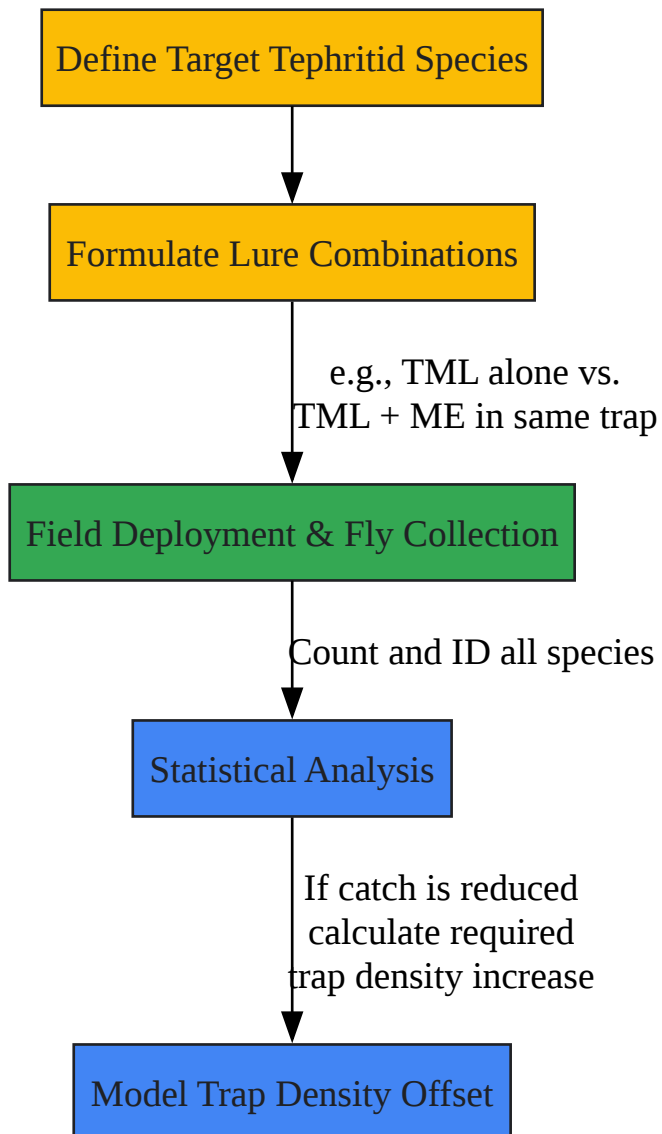 Define Target Tephritid Species
Formulate Lure Combinations
e.g., TML alone vs.
TML + ME in same trap
Field Deployment & Fly Collection
Count and ID all species
Statistical Analysis
If catch is reduced
calculate required
trap density increase
Model Trap Density Offset